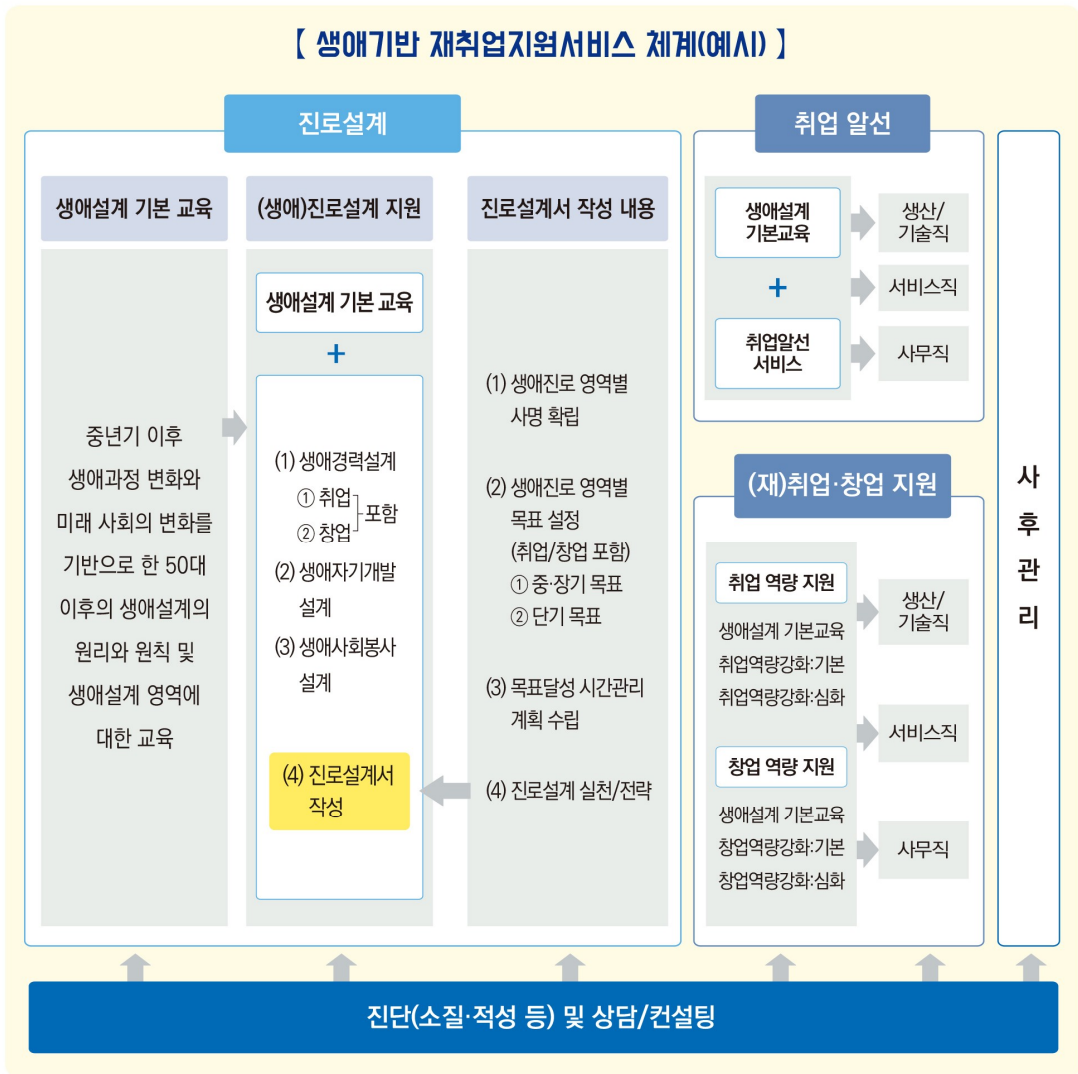 【 생애기반 재취업지원서비스 체계(예시) 】
진로설계
생애설계 기본 교육
중년기 이후
생애과정 변화와
미래 사회의 변화를
기반으로 한 50대
이후의 생애설계의
원리와 원칙 및
생애설계 영역에
대한 교육
(생애)진로설계 지원
생애설계 기본 교육
+
(1) 생애경력설계
① 취업
② 창업
포함
(2) 생애자기개발
설계
(3) 생애사회봉사
설계
(4) 진로설계서
작성
진로설계서 작성 내용
(1) 생애진로 영역별
사명 확립
(2) 생애진로 영역별
목표 설정
(취업/창업 포함)
① 중·장기 목표
② 단기 목표
(3) 목표달성 시간관리
계획 수립
(4) 진로설계 실천/전략
취업 알선
생애설계
기본교육
+
취업알선
서비스
생산/
기술직
서비스직
사무직
(재)취업·창업 지원
취업 역량 지원
생애설계 기본교육
취업역량강화:기본
취업역량강화:심화
창업 역량 지원
생애설계 기본교육
창업역량강화:기본
창업역량강화:심화
생산/
기술직
서비스직
사무직
사
후
관
리
진단(소질·적성 등) 및 상담/컨설팅